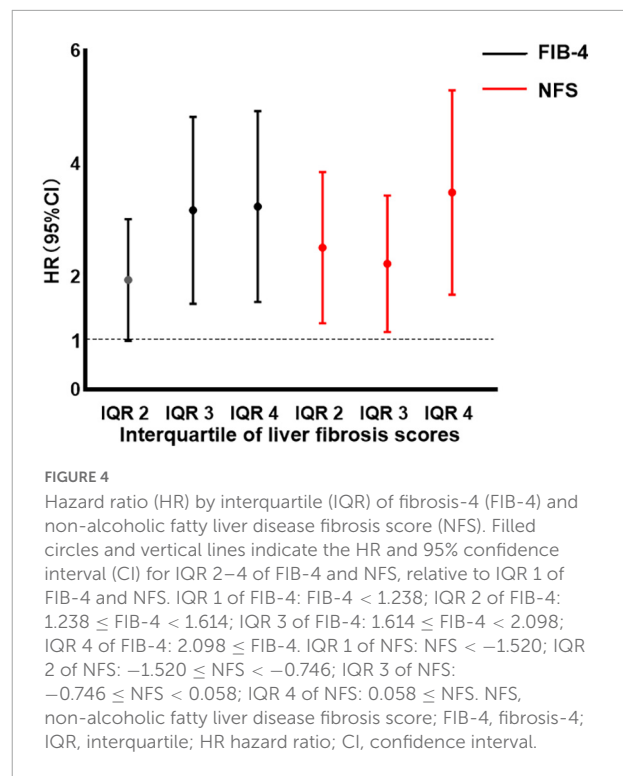 6
FIB-4
NFS
4
HR (95%CI)
2
1
0
IQR 2 IQR 3 IQR 4 IQR 2 IQR 3 IQR 4
Interquartile of liver fibrosis scores
FIGURE 4
Hazard ratio (HR) by interquartile (IQR) of fibrosis-4 (FIB-4) and
non-alcoholic fatty liver disease fibrosis score (NFS). Filled
circles and vertical lines indicate the HR and 95% confidence
interval (CI) for IQR 2–4 of FIB-4 and NFS, relative to IQR 1 of
FIB-4 and NFS. IQR 1 of FIB-4: FIB-4 < 1.238; IQR 2 of FIB-4:
1.238 ≤ FIB-4 < 1.614; IQR 3 of FIB-4: 1.614 ≤ FIB-4 < 2.098;
IQR 4 of FIB-4: 2.098 ≤ FIB-4. IQR 1 of NFS: NFS < −1.520; IQR
2 of NFS: −1.520 ≤ NFS < −0.746; IQR 3 of NFS:
−0.746 ≤ NFS < 0.058; IQR 4 of NFS: 0.058 ≤ NFS. NFS,
non-alcoholic fatty liver disease fibrosis score; FIB-4, fibrosis-4;
IQR, interquartile; HR hazard ratio; CI, confidence interval.